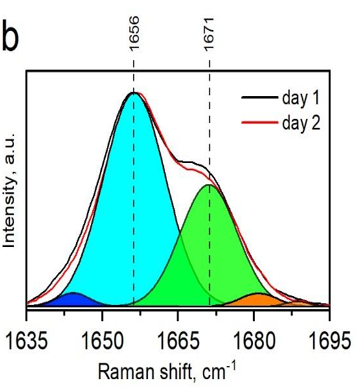 b
1656
1671
day 1
day 2
Intensity, a.u.
1635 1650 1665 1680 1695
Raman shift, cm⁻¹